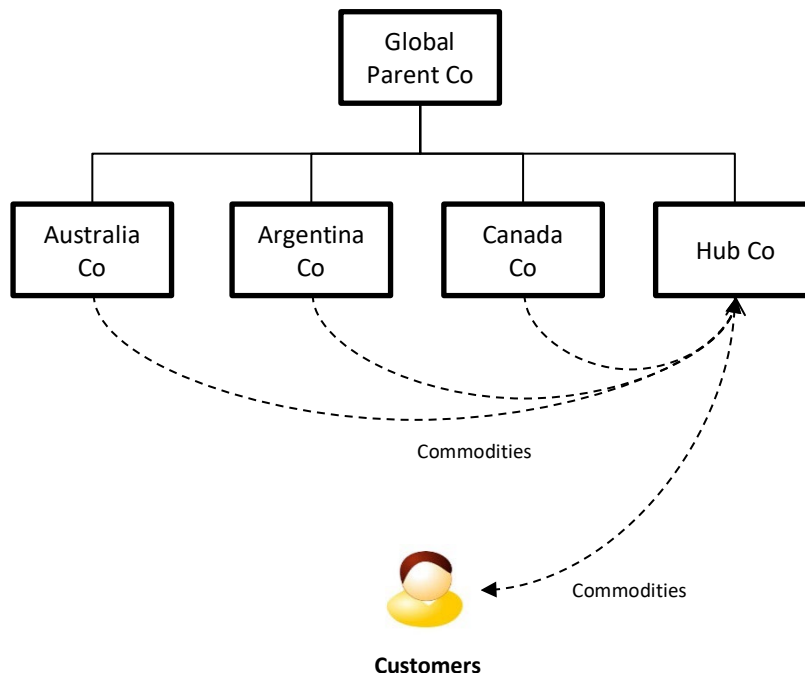 Global
Parent Co
Australia
Co
Argentina
Co
Canada
Co
Hub Co
Commodities
Commodities
Customers